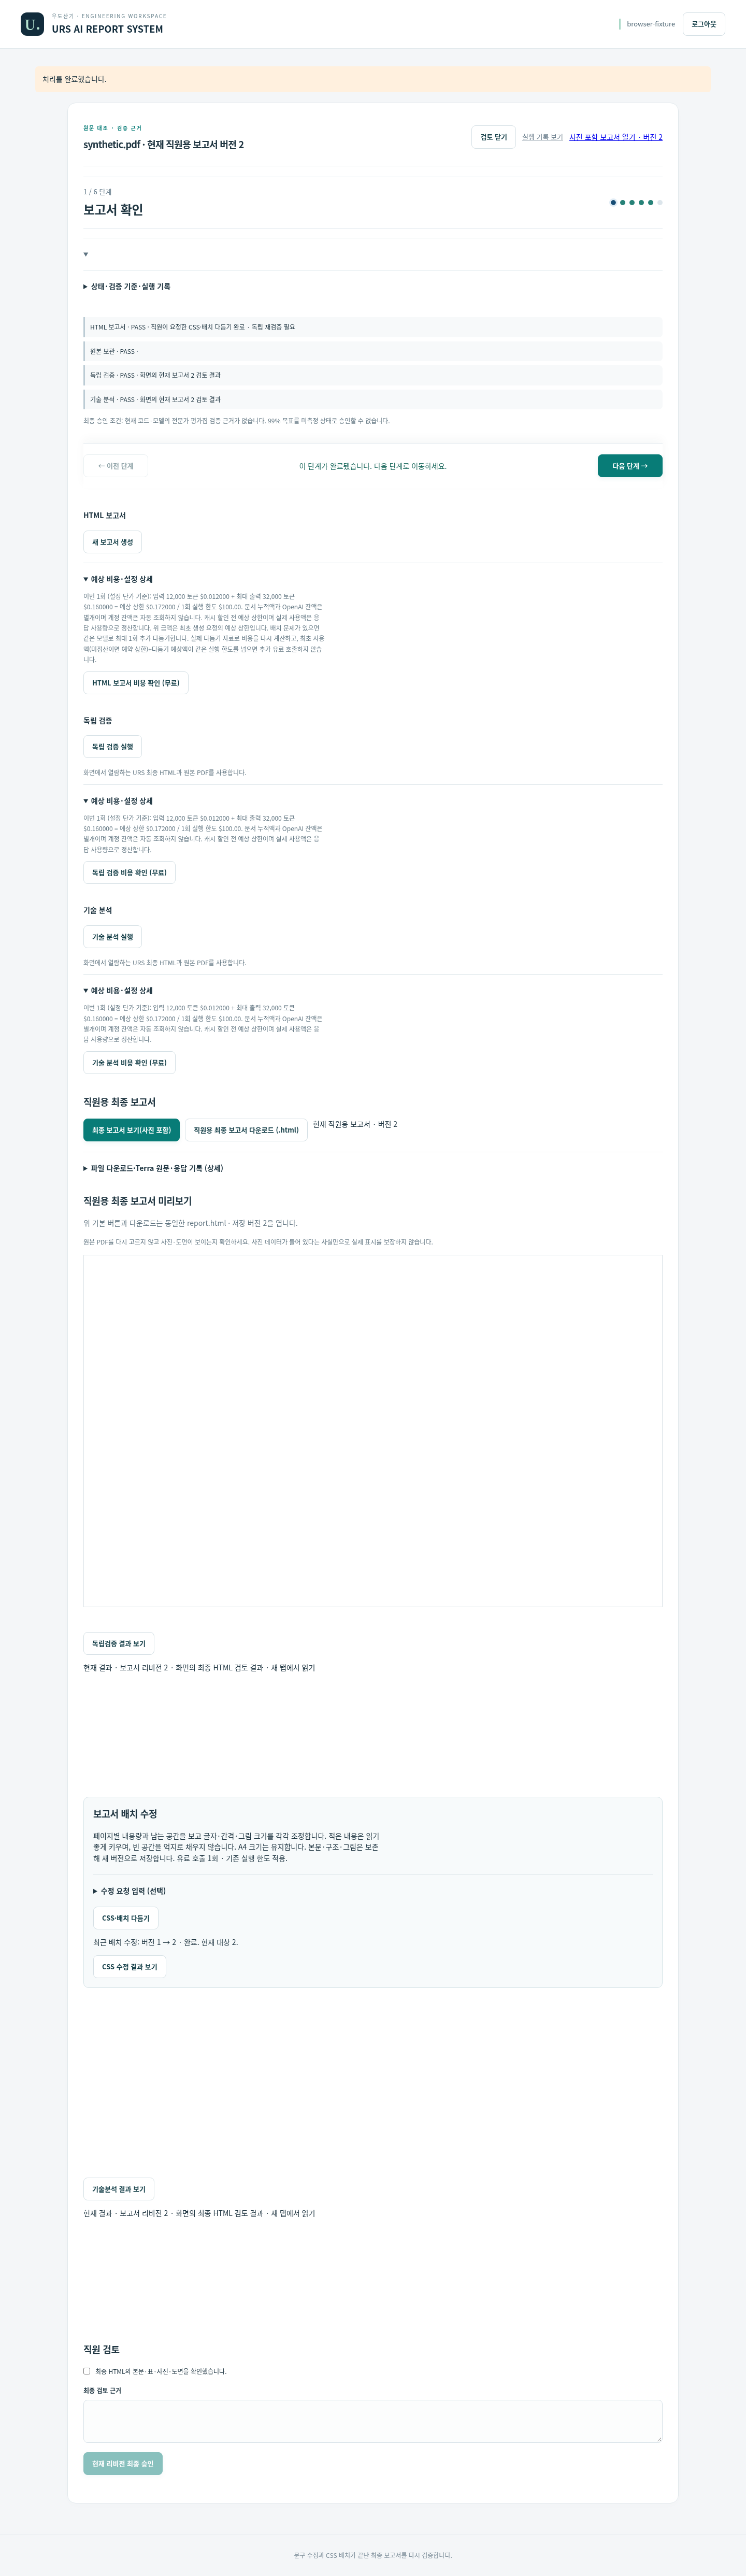 U.
무도산기 · ENGINEERING WORKSPACE
URS AI REPORT SYSTEM
browser-fixture
로그아웃
처리를 완료했습니다.
원문 대조 · 검증 근거
synthetic.pdf · 현재 직원용 보고서 버전 2
검토 닫기
실행 기록 보기
사진 포함 보고서 열기 · 버전 2
1 / 6 단계
보고서 확인
▼
▶ 상태·검증 기준·실행 기록
HTML 보고서 · PASS · 직원이 요청한 CSS·배치 다듬기 완료 · 독립 재검증 필요
원본 보관 · PASS ·
독립 검증 · PASS · 화면의 현재 보고서 2 검토 결과
기술 분석 · PASS · 화면의 현재 보고서 2 검토 결과
최종 승인 조건: 현재 코드·모델의 전문가 평가집 검증 근거가 없습니다. 99% 목표를 미측정 상태로 승인할 수 없습니다.
← 이전 단계
이 단계가 완료됐습니다. 다음 단계로 이동하세요.
다음 단계 →
HTML 보고서
새 보고서 생성
▼ 예상 비용·설정 상세
이번 1회 (설정 단가 기준): 입력 12,000 토큰 $0.012000 + 최대 출력 32,000 토큰
$0.160000 = 예상 상한 $0.172000 / 1회 실행 한도 $100.00. 문서 누적액과 OpenAI 잔액은
별개이며 계정 잔액은 자동 조회하지 않습니다. 캐시 할인 전 예상 상한이며 실제 사용액은 응
답 사용량으로 정산합니다. 위 금액은 최초 생성 요청의 예상 상한입니다. 배치 문제가 있으면
같은 모델로 최대 1회 추가 다듬기합니다. 실제 다듬기 자료로 비용을 다시 계산하고, 최초 사용
액(미정산이면 예약 상한)+다듬기 예상액이 같은 실행 한도를 넘으면 추가 유료 호출하지 않습
니다.
HTML 보고서 비용 확인 (무료)
독립 검증
독립 검증 실행
화면에서 열람하는 URS 최종 HTML과 원본 PDF를 사용합니다.
▼ 예상 비용·설정 상세
이번 1회 (설정 단가 기준): 입력 12,000 토큰 $0.012000 + 최대 출력 32,000 토큰
$0.160000 = 예상 상한 $0.172000 / 1회 실행 한도 $100.00. 문서 누적액과 OpenAI 잔액은
별개이며 계정 잔액은 자동 조회하지 않습니다. 캐시 할인 전 예상 상한이며 실제 사용액은 응
답 사용량으로 정산합니다.
독립 검증 비용 확인 (무료)
기술 분석
기술 분석 실행
화면에서 열람하는 URS 최종 HTML과 원본 PDF를 사용합니다.
▼ 예상 비용·설정 상세
이번 1회 (설정 단가 기준): 입력 12,000 토큰 $0.012000 + 최대 출력 32,000 토큰
$0.160000 = 예상 상한 $0.172000 / 1회 실행 한도 $100.00. 문서 누적액과 OpenAI 잔액은
별개이며 계정 잔액은 자동 조회하지 않습니다. 캐시 할인 전 예상 상한이며 실제 사용액은 응
답 사용량으로 정산합니다.
기술 분석 비용 확인 (무료)
직원용 최종 보고서
최종 보고서 보기(사진 포함)
직원용 최종 보고서 다운로드 (.html)
현재 직원용 보고서 · 버전 2
▶ 파일 다운로드·Terra 원문·응답 기록 (상세)
직원용 최종 보고서 미리보기
위 기본 버튼과 다운로드는 동일한 report.html · 저장 버전 2을 엽니다.
원본 PDF를 다시 고르지 않고 사진·도면의 보이는지 확인하세요. 사진 데이터가 들어 있다는 사실만으로 실제 표시를 보장하지 않습니다.
독립검증 결과 보기
현재 결과 · 보고서 리비전 2 · 화면의 최종 HTML 검토 결과 · 새 탭에서 읽기
보고서 배치 수정
페이지별 내용량과 남는 공간을 보고 글자·간격·그림 크기를 각각 조정합니다. 적은 내용은 읽기
좋게 키우며, 빈 공간을 억지로 채우지 않습니다. A4 크기는 유지합니다. 본문·구조·그림은 보존
해 새 버전으로 저장합니다. 유료 호출 1회 · 기존 실행 한도 적용.
▶ 수정 요청 입력 (선택)
CSS·배치 다듬기
최근 배치 수정: 버전 1 → 2 · 완료. 현재 대상 2.
CSS 수정 결과 보기
기술분석 결과 보기
현재 결과 · 보고서 리비전 2 · 화면의 최종 HTML 검토 결과 · 새 탭에서 읽기
직원 검토
최종 HTML의 본문·표·사진·도면을 확인했습니다.
최종 검토 근거
현재 리비전 최종 승인
문구 수정과 CSS 배치가 끝난 최종 보고서를 다시 검증합니다.